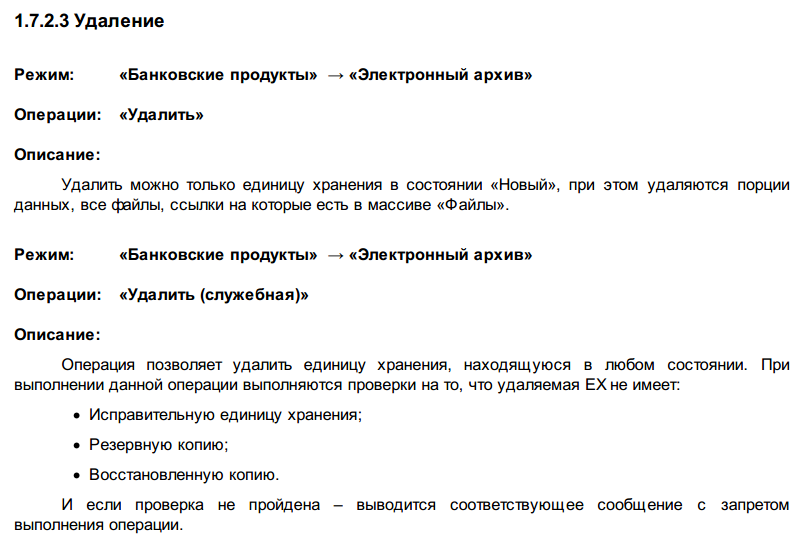 1.7.2.3 Удаление
Режим: «Банковские продукты» → «Электронный архив»
Операции: «Удалить»
Описание:
Удалить можно только единицу хранения в состоянии «Новый», при этом удаляются порции
данных, все файлы, ссылки на которые есть в массиве «Файлы».
Режим: «Банковские продукты» → «Электронный архив»
Операции: «Удалить (служебная)»
Описание:
Операция позволяет удалить единицу хранения, находящуюся в любом состоянии. При
выполнении данной операции выполняются проверки на то, что удаляемая ЕХ не имеет:
• Исправительную единицу хранения;
• Резервную копию;
• Восстановленную копию.
И если проверка не пройдена – выводится соответствующее сообщение с запретом
выполнения операции.